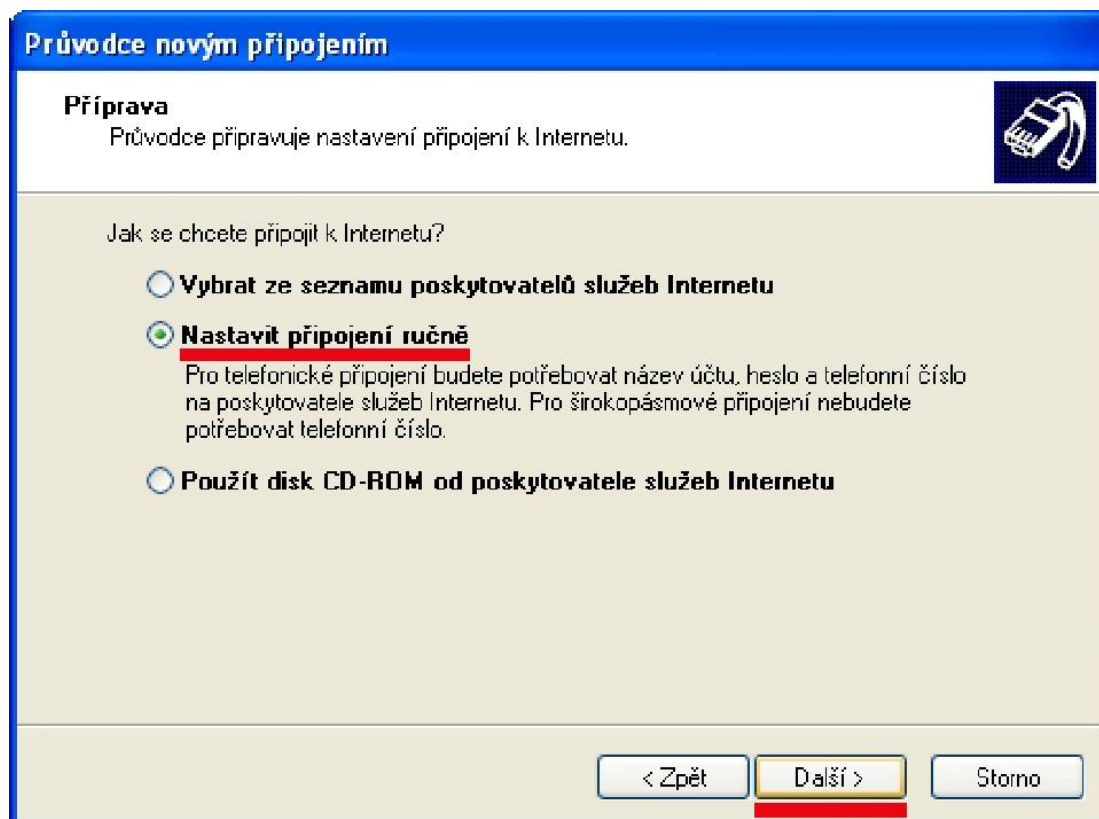 Průvodce novým připojením
Příprava
Průvodce připravuje nastavení připojení k Internetu.
Jak se chcete připojit k Internetu?
Vybrat ze seznamu poskytovatelů služeb Internetu
Nastavit připojení ručně
Pro telefonické připojení budete potřebovat název účtu, heslo a telefonní číslo
na poskytovatele služeb Internetu. Pro širokopásmové připojení nebudete
potřebovat telefonní číslo.
Použít disk CD-ROM od poskytovatele služeb Internetu
< Zpět
Další >
Storno